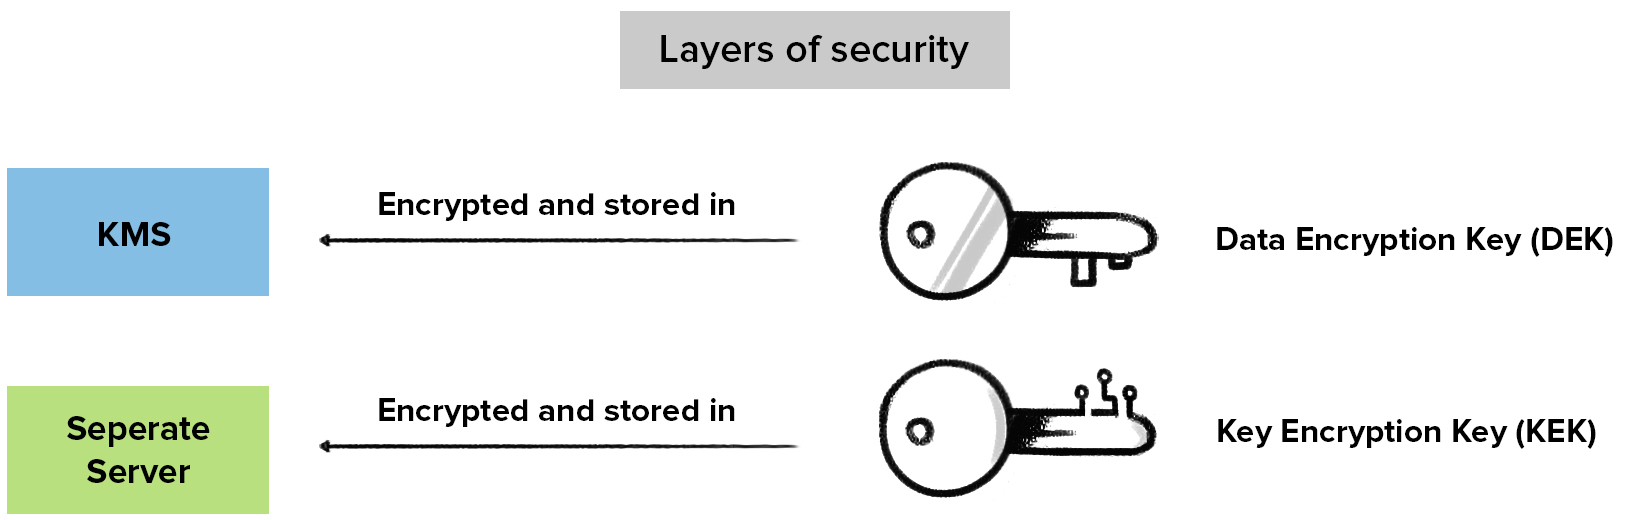 Layers of security
KMS
Encrypted and stored in
Data Encryption Key (DEK)
Seperate
Server
Encrypted and stored in
Key Encryption Key (KEK)